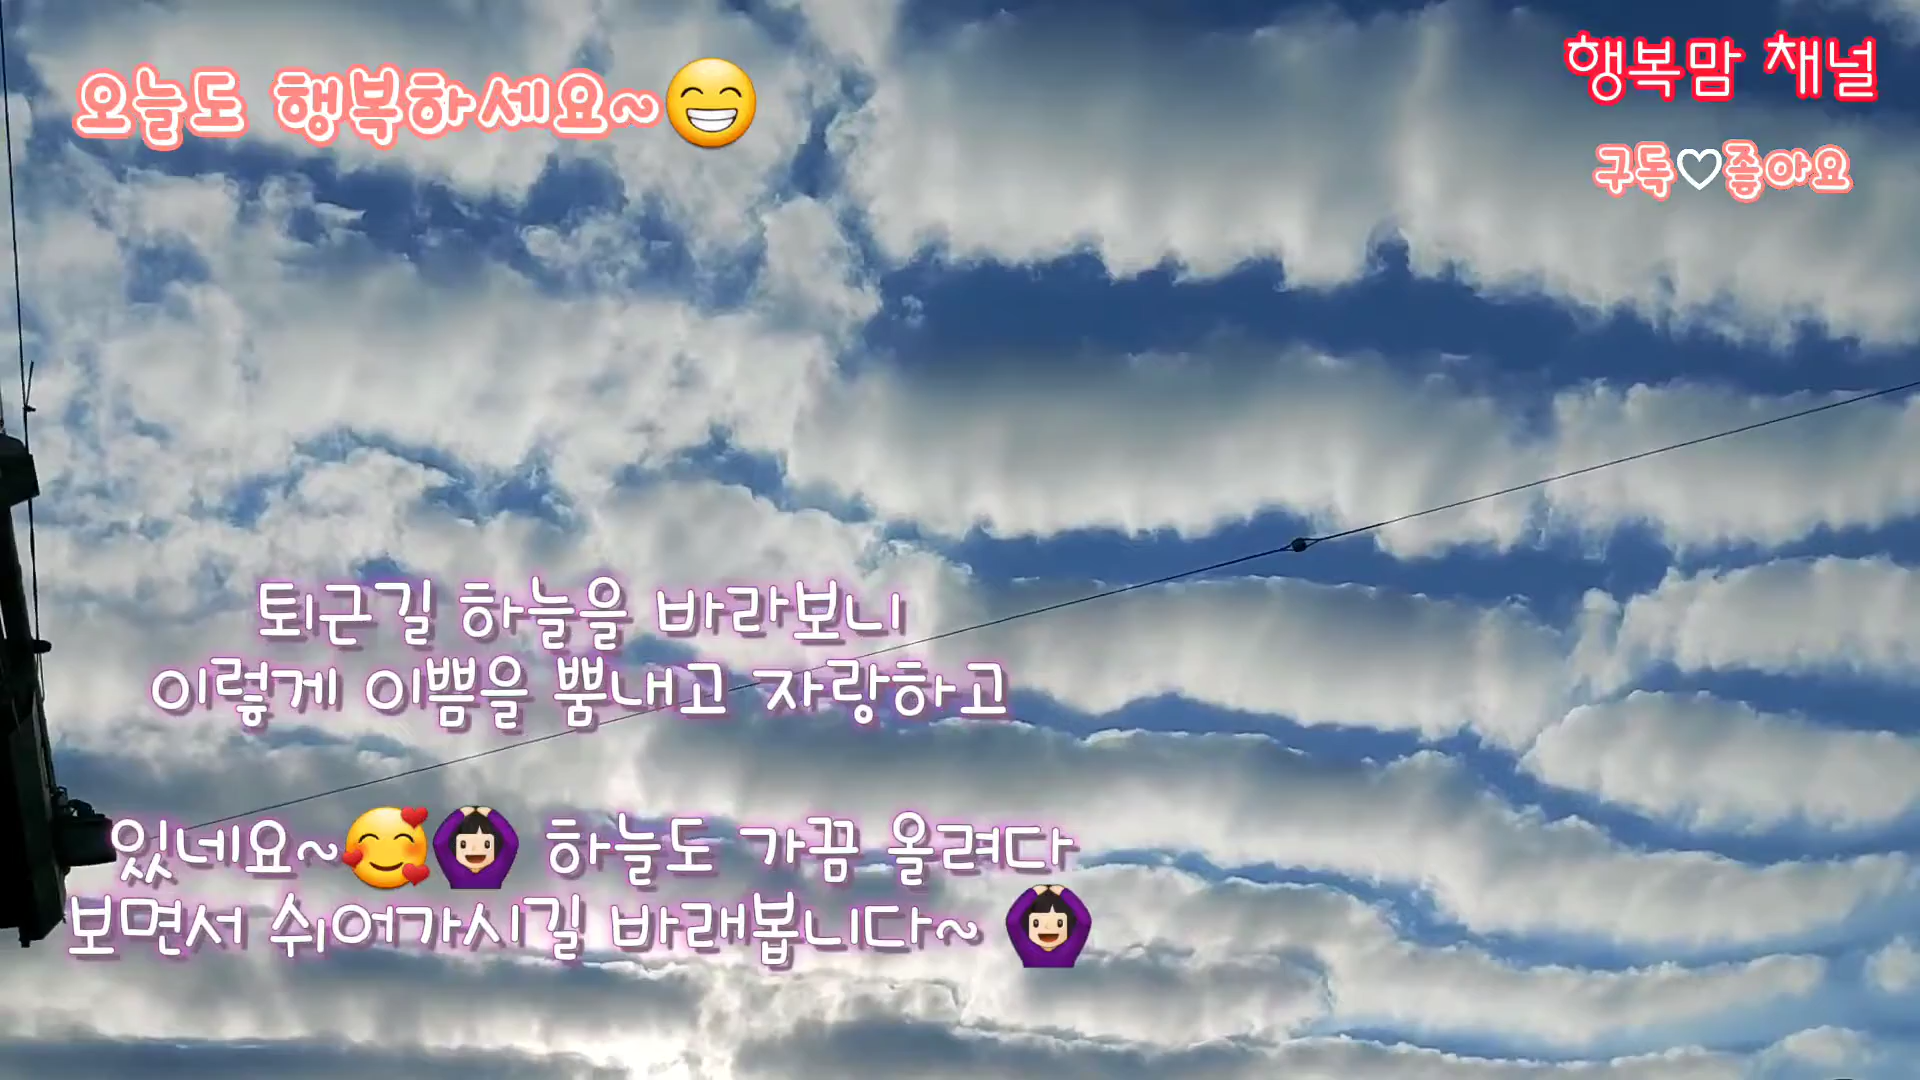 오늘도 행복하세요~😁
행복맘 채널
구독♡좋아요
퇴근길 하늘을 바라보니
이렇게 이쁨을 뿜내고 자랑하고
있네요~🥰🙆🏻‍♀️ 하늘도 가끔 올려다
보면서 쉬어가시길 바래봅니다~ 🙆🏻‍♀️